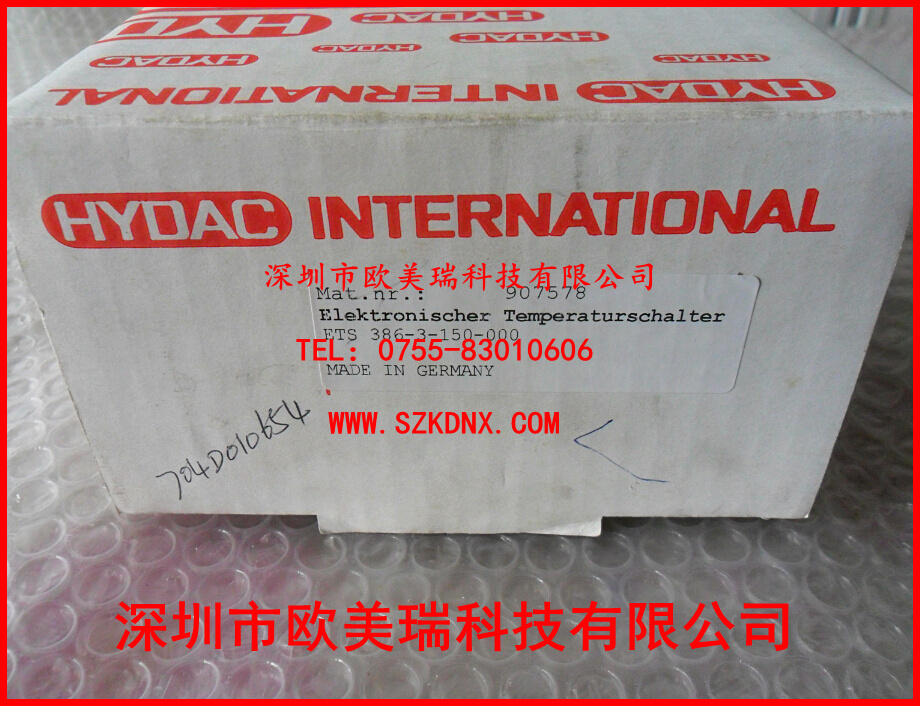 HYD
HYDAC
HYDAC
HYDAC
HYDAC
HYDAC INTERNATIONAL
HYDAC INTERNATIONAL
深圳市欧美瑞科技有限公司
Mat.nr.: 907578
Elektronischer Temperaturschalter
ETS 386-3-150-000
TEL: 0755-83010606
MADE IN GERMANY
WWW.SZKDNX.COM
704D010654
深圳市欧美瑞科技有限公司